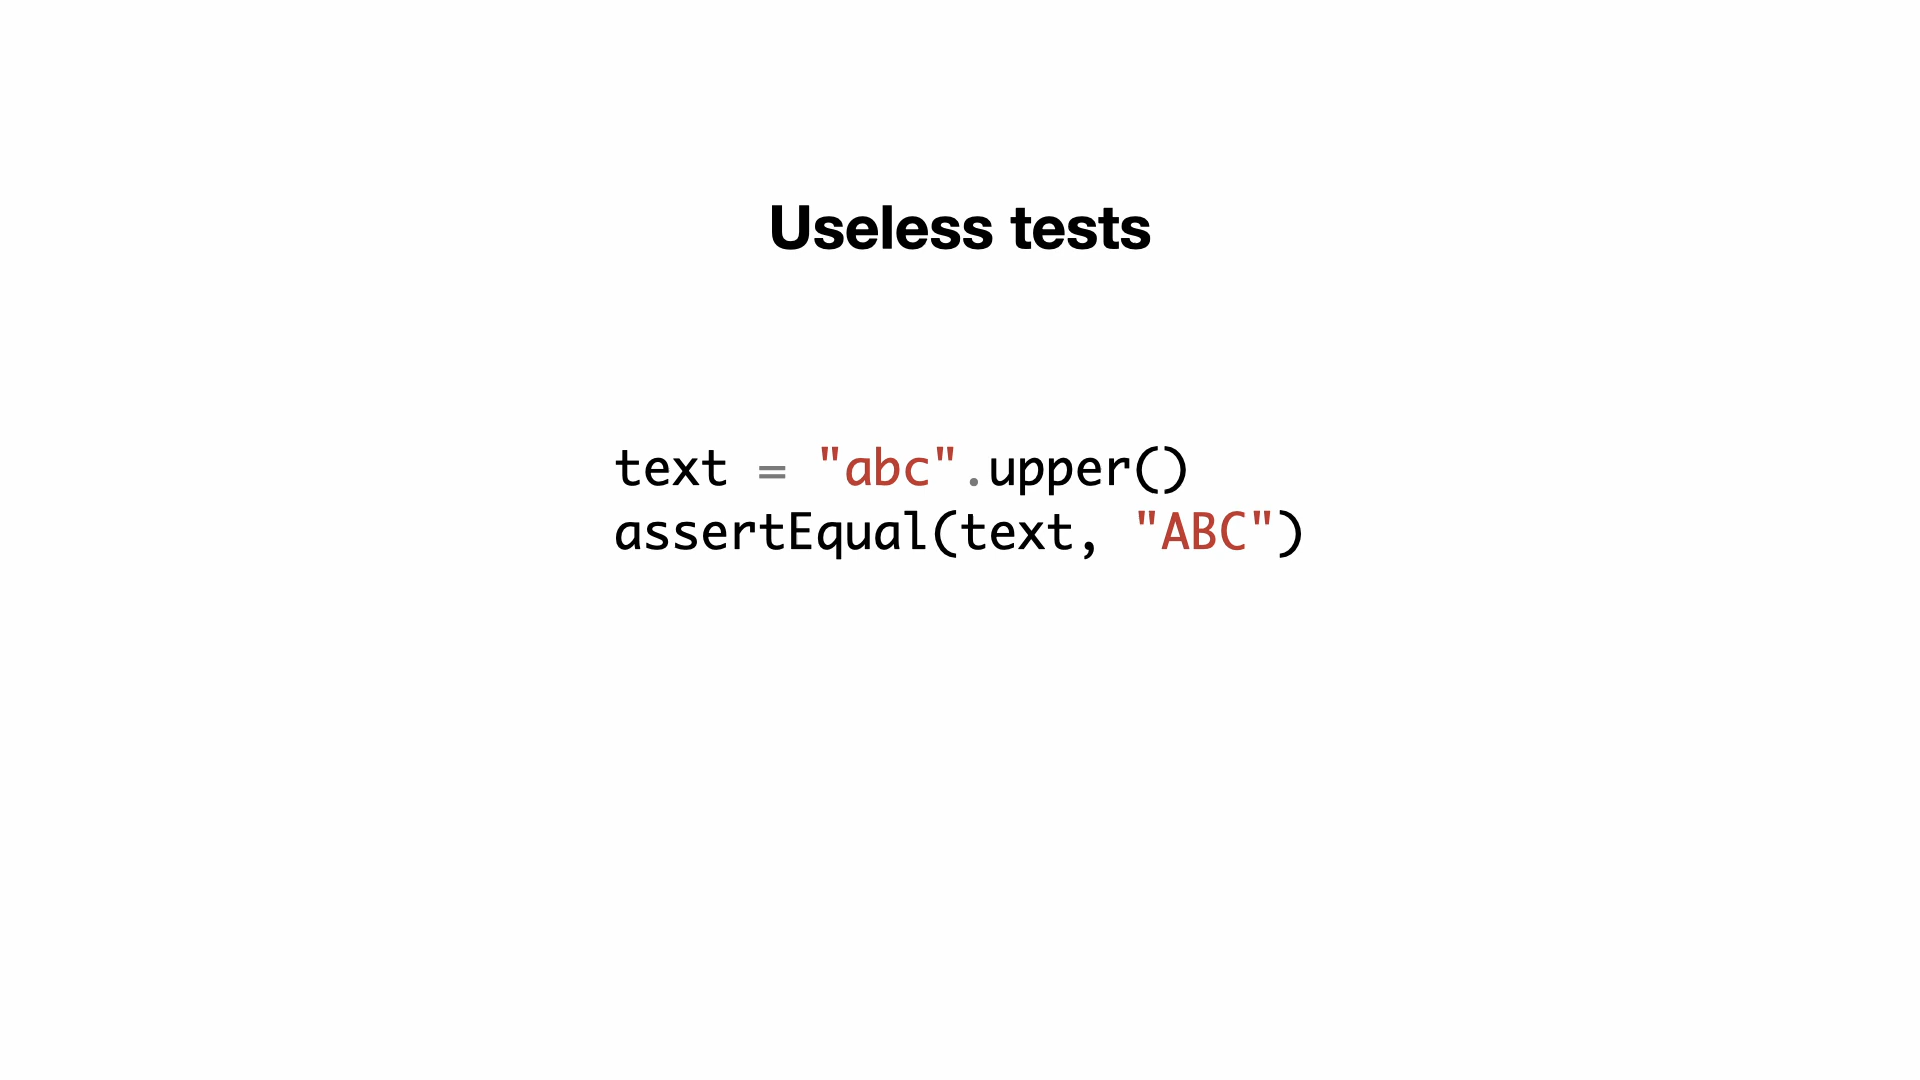 Useless tests
text = "abc".upper()
assertEqual(text, "ABC")